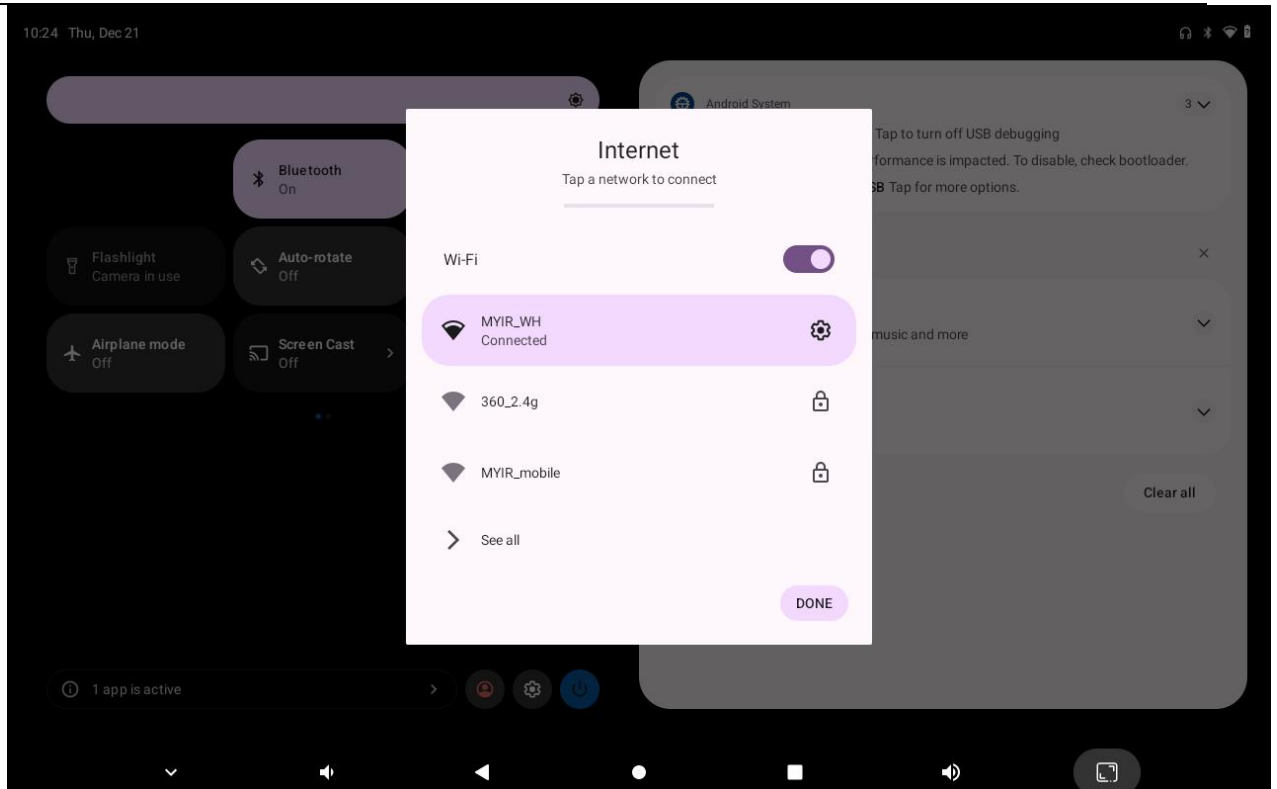 10:24 Thu, Dec 21
Bluetooth
On
Flashlight
Camera in use
Auto-rotate
Off
Airplane mode
Off
Screen Cast
Off
1 app is active
Internet
Tap a network to connect
Wi-Fi
MYIR_WH
Connected
360_2.4g
MYIR_mobile
See all
DONE
Android System
3
Tap to turn off USB debugging
formance is impacted. To disable, check bootloader.
SB Tap for more options.
music and more
Clear all